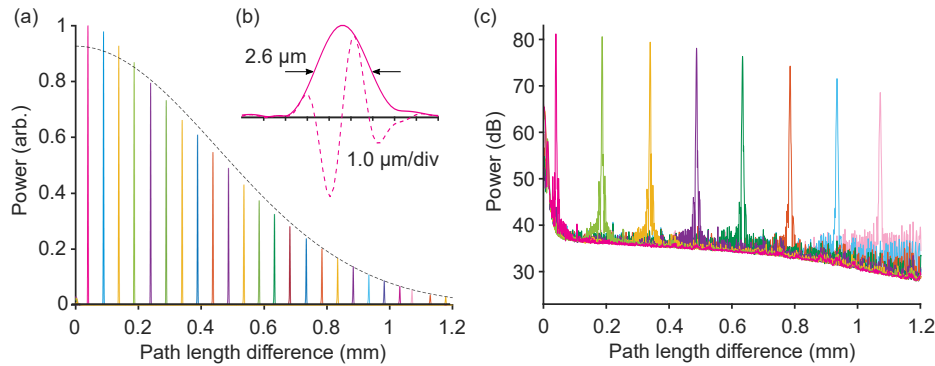 (a)
1
0.8
0.6
0.4
0.2
0
Power (arb.)
0
0.2
0.4
0.6
0.8
1
1.2
Path length difference (mm)
(b)
2.6 µm
1.0 µm/div
(c)
80
70
60
50
40
30
Power (dB)
0
0.2
0.4
0.6
0.8
1
1.2
Path length difference (mm)